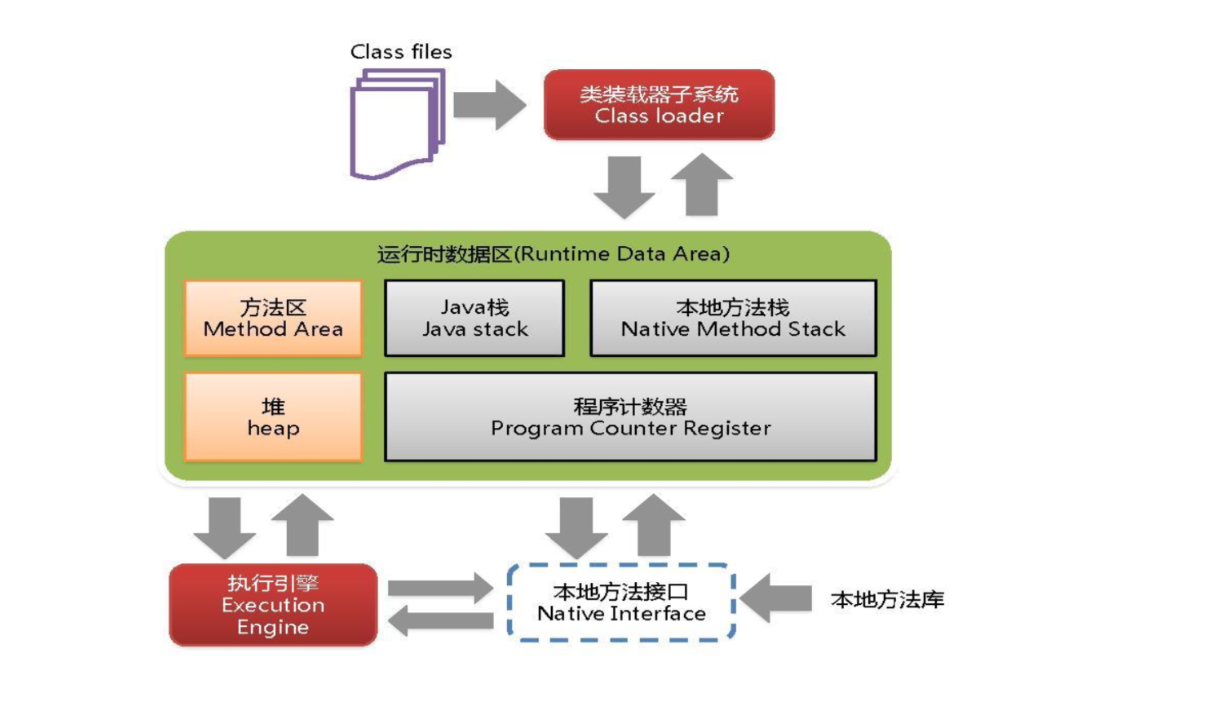 Class files
类装载器子系统
Class loader
运行时数据区(Runtime Data Area)
方法区
Method Area
Java栈
Java stack
本地方法栈
Native Method Stack
堆
heap
程序计数器
Program Counter Register
执行引擎
Execution
Engine
本地方法接口
Native Interface
本地方法库